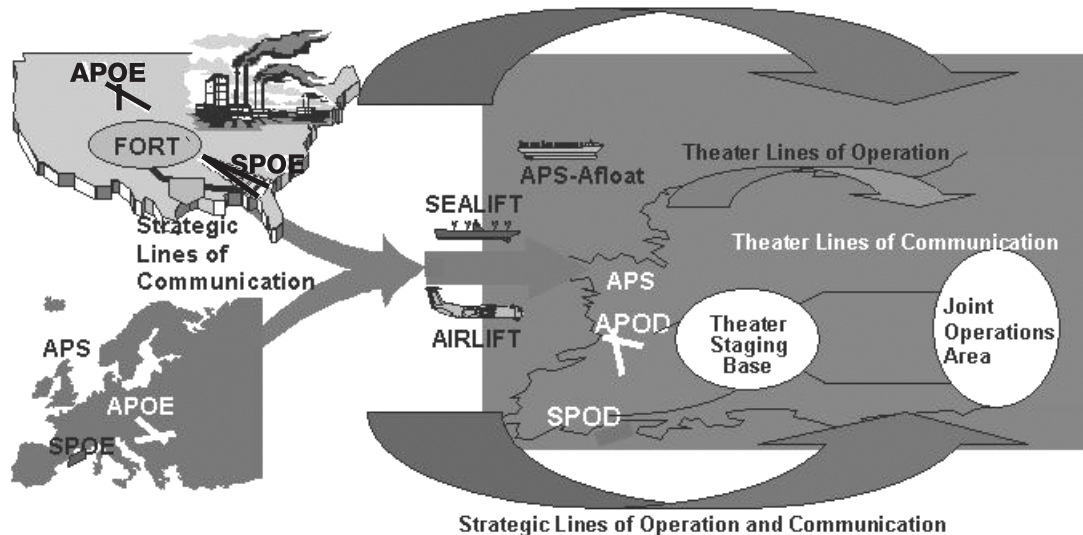 APOE
FORT
SPOE
Strategic
Lines of
Communication
APS
APOE
SPOE
SEALIFT
AIRLIFT
APS-Afloat
Theater Lines of Operation
Theater Lines of Communication
APS
APOD
SPOD
Theater
Staging
Base
Joint
Operations
Area
Strategic Lines of Operation and Communication